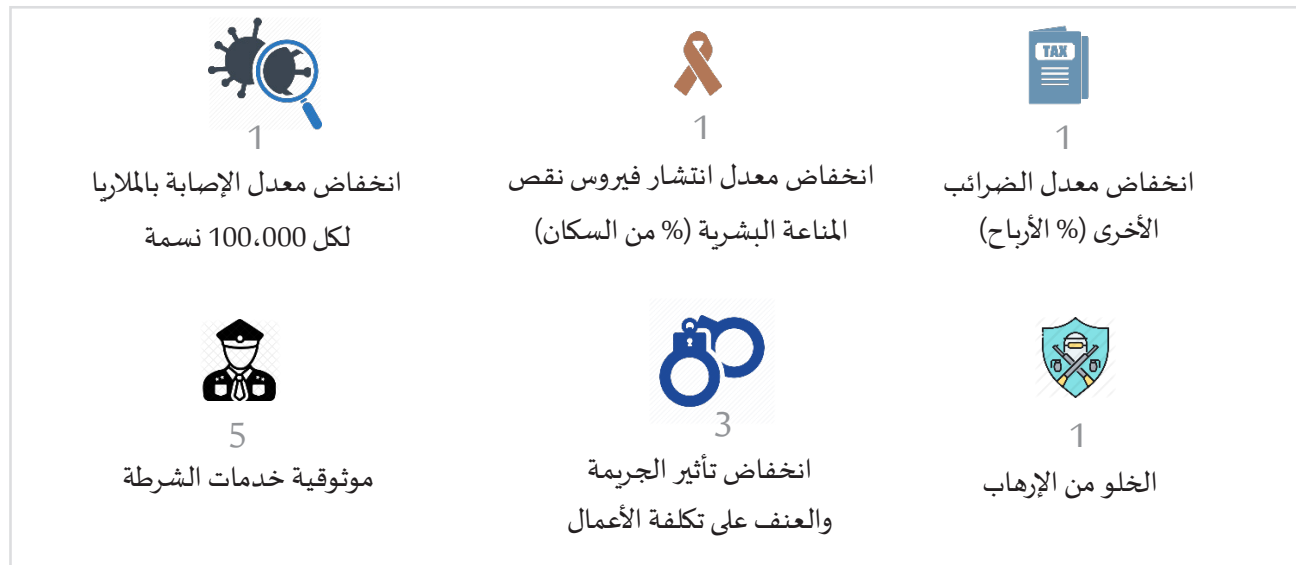 TAX
1
انخفاض معدل الضرائب
الأخرى (% الأرباح)
1
انخفاض معدل انتشار فيروس نقص
المناعة البشرية (% من السكان)
1
انخفاض معدل الإصابة بالملاريا
لكل 100،000 نسمة
1
الخلو من الإرهاب
3
انخفاض تأثير الجريمة
والعنف على تكلفة الأعمال
5
موثوقية خدمات الشرطة